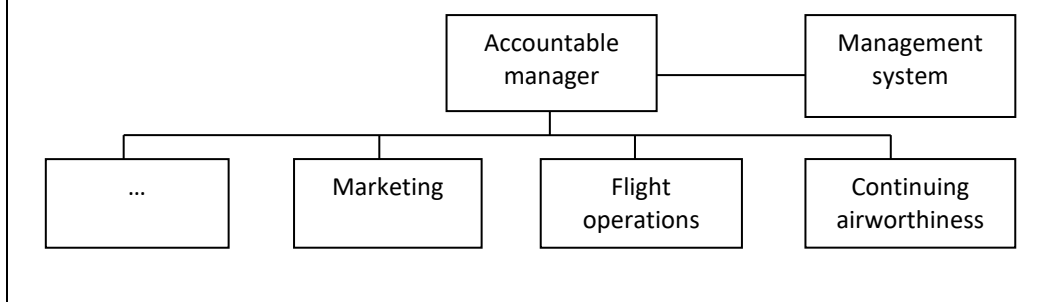 Accountable
manager
Management
system
...
Marketing
Flight
operations
Continuing
airworthiness